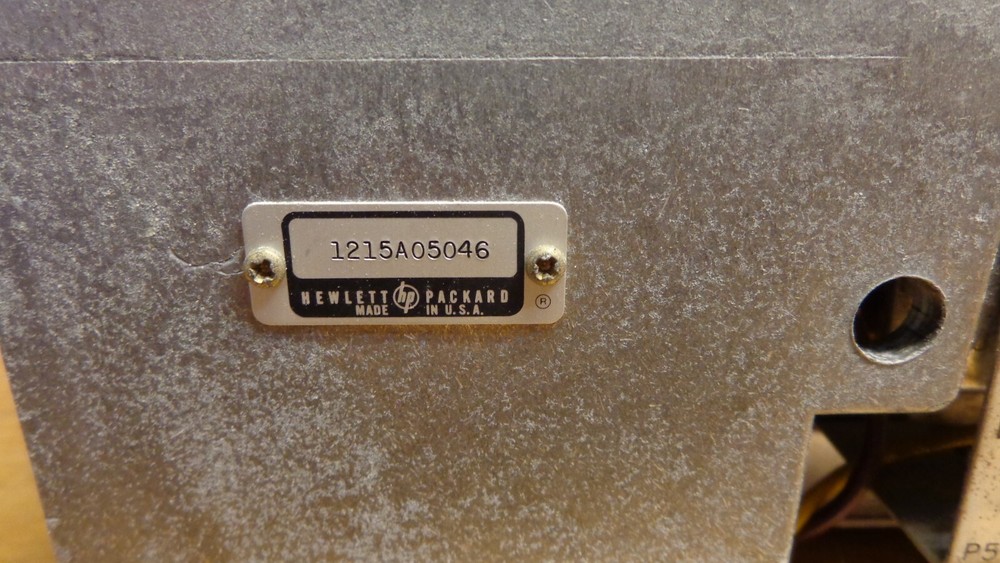 1215A05046
HEWLETT hp PACKARD ®
MADE IN U.S.A.
P5